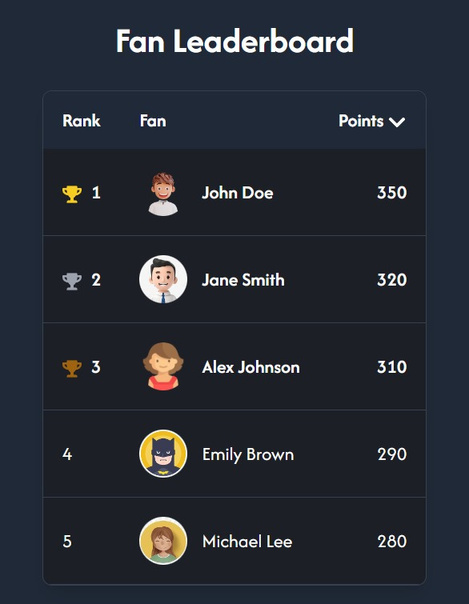 Fan Leaderboard
Rank Fan Points
1 John Doe 350
2 Jane Smith 320
3 Alex Johnson 310
4 Emily Brown 290
5 Michael Lee 280